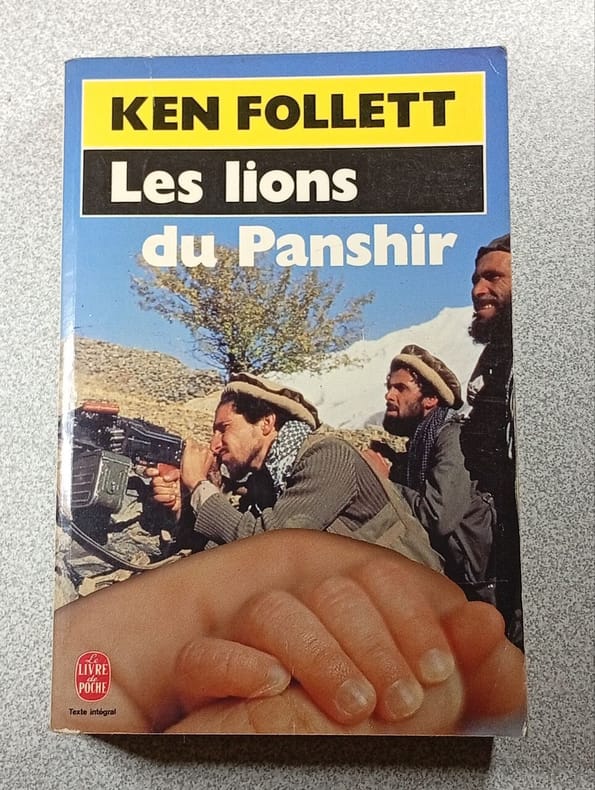 KEN FOLLETT
Les lions
du Panshir
Le
LIVRE
de
POCHE
Texte intégral